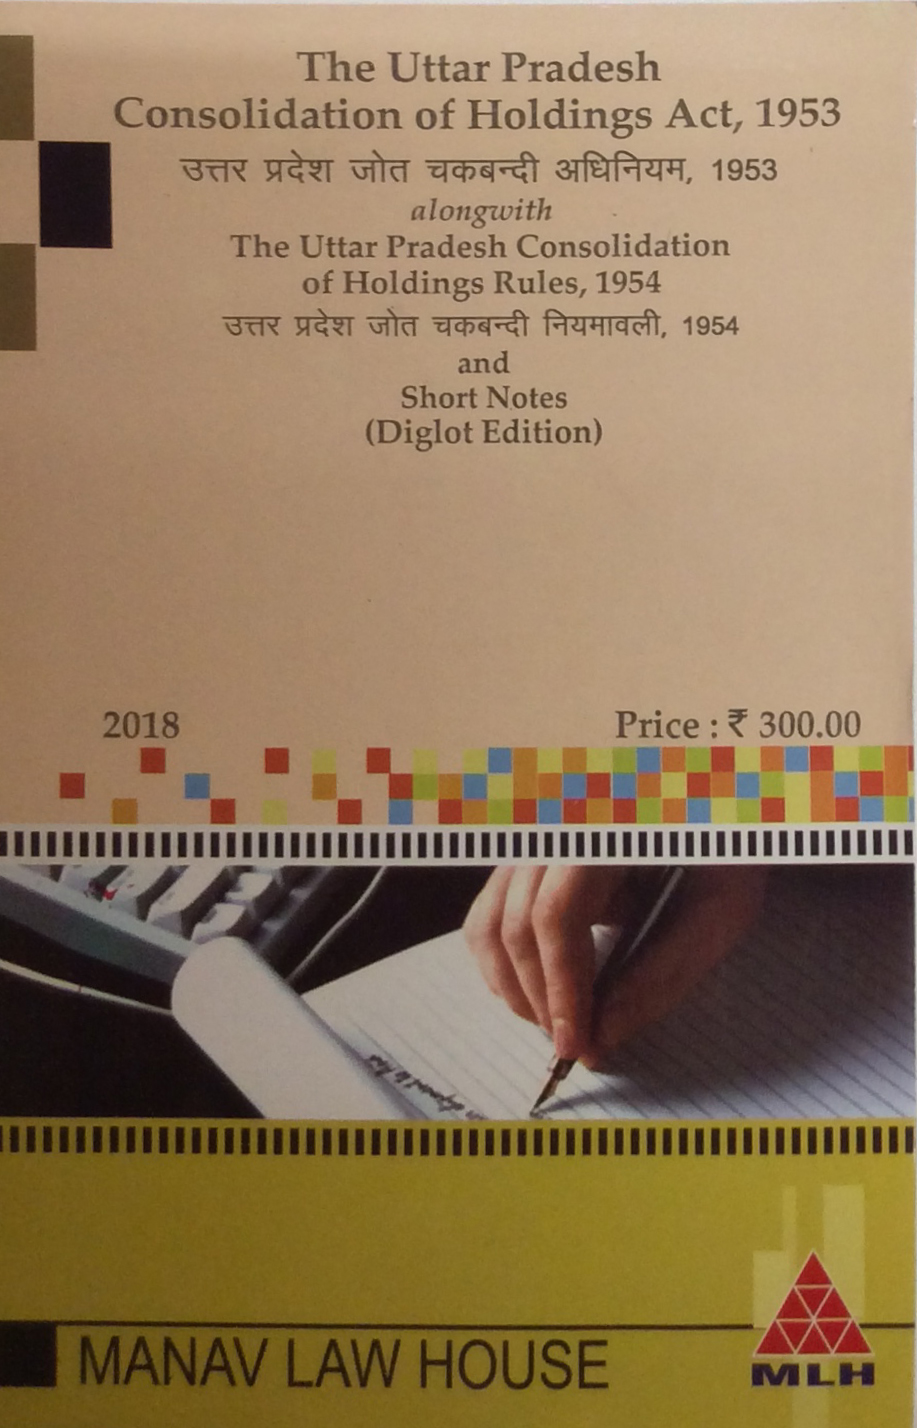 The Uttar Pradesh
Consolidation of Holdings Act, 1953
उत्तर प्रदेश जोत चकबन्दी अधिनियम, 1953
alongwith
The Uttar Pradesh Consolidation
of Holdings Rules, 1954
उत्तर प्रदेश जोत चकबन्दी नियमावली, 1954
and
Short Notes
(Diglot Edition)
2018
Price : ₹ 300.00
MANAV LAW HOUSE
MLH